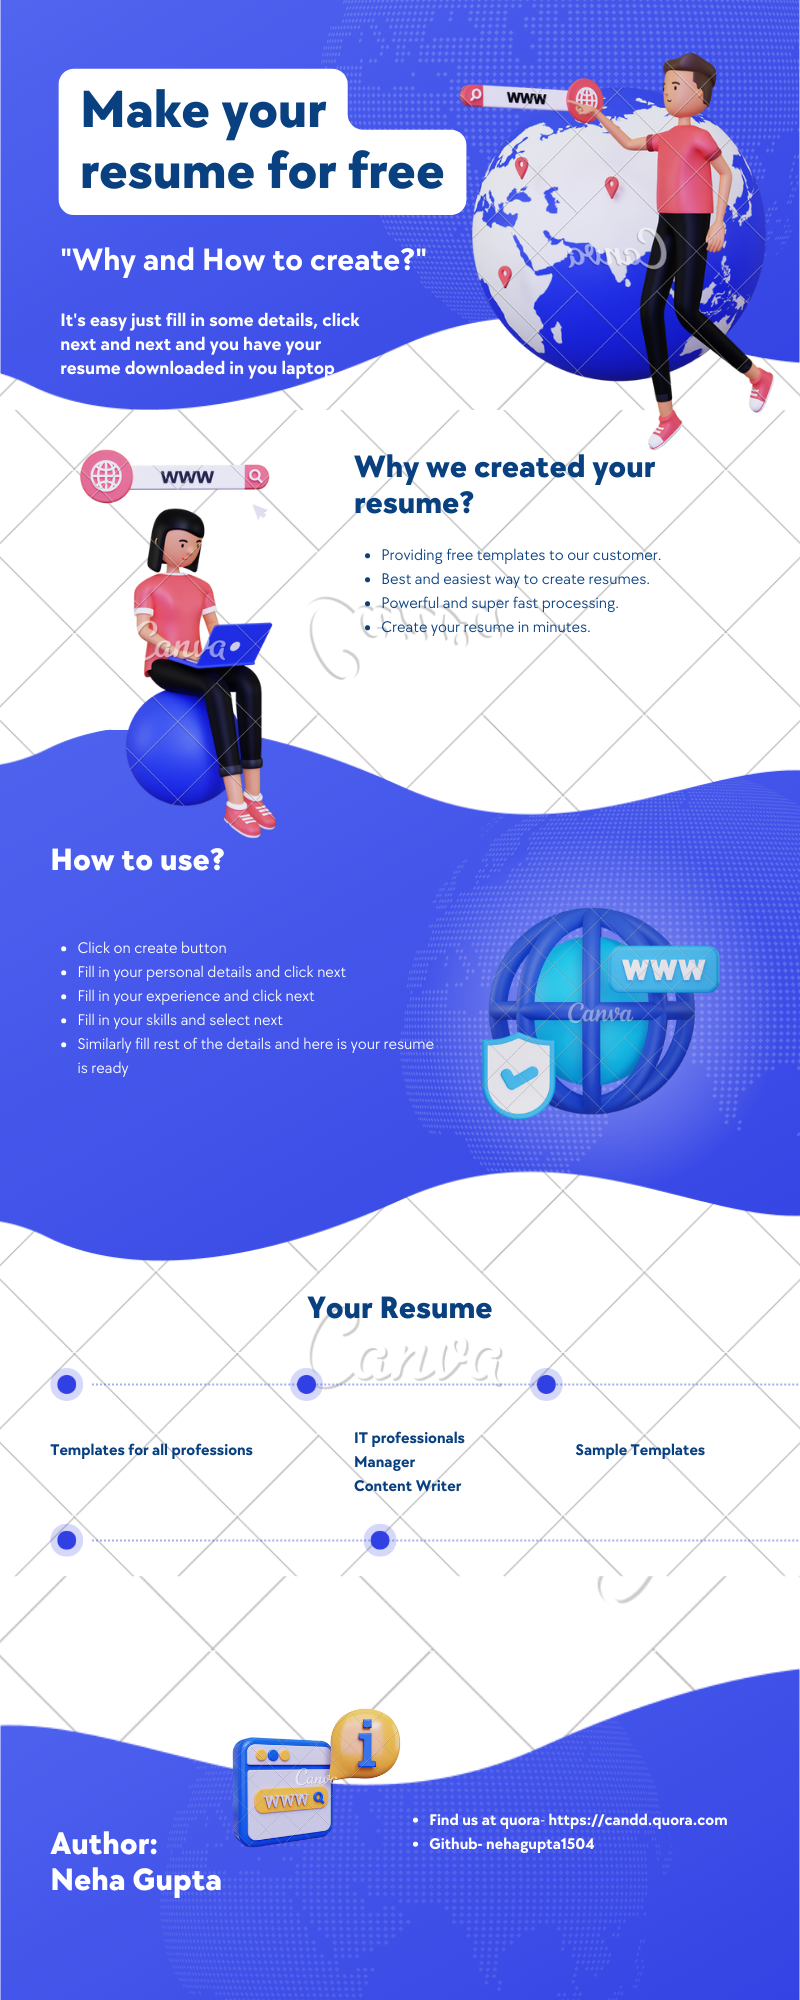 Make your
resume for free
www
Canva
"Why and How to create?"
It's easy just fill in some details, click
next and next and you have your
resume downloaded in you laptop
www
Why we created your
resume?
Providing free templates to our customer.
Best and easiest way to create resumes.
Powerful and super fast processing.
Create your resume in minutes.
Canva
Canva
How to use?
Click on create button
Fill in your personal details and click next
Fill in your experience and click next
Fill in your skills and select next
Similarly fill rest of the details and here is your resume
is ready
www
Canva
Your Resume
Canva
Templates for all professions
IT professionals
Manager
Content Writer
Sample Templates
i
Canva
www
Find us at quora- https://candd.quora.com
Github- nehagupta1504
Author:
Neha Gupta